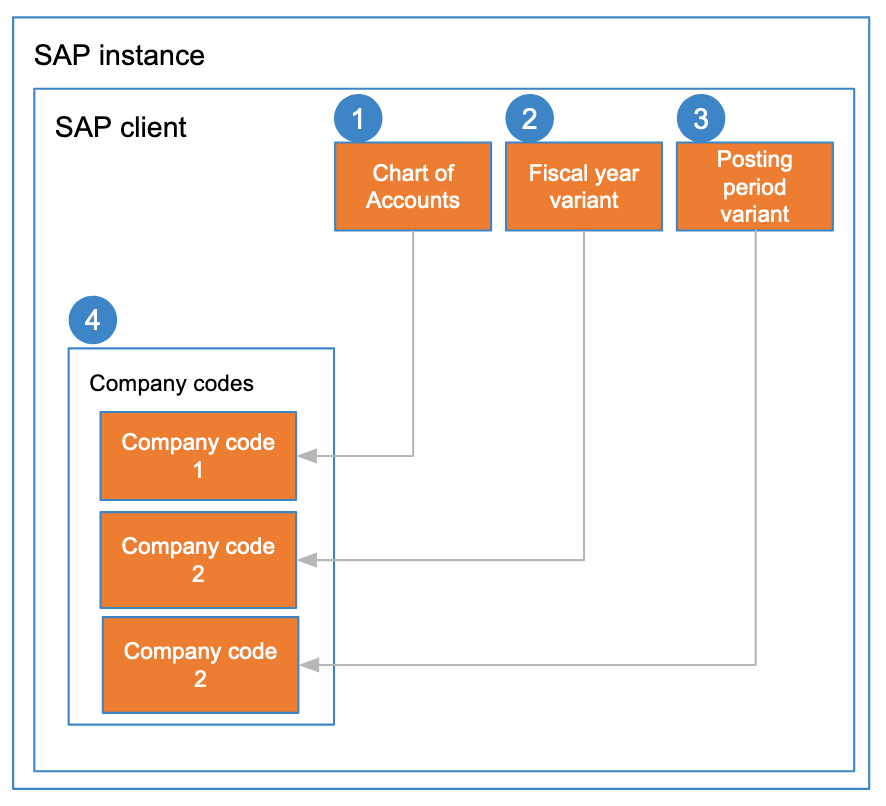 SAP instance
SAP client
1
2
3
Chart of
Accounts
Fiscal year
variant
Posting
period
variant
4
Company codes
Company code
1
Company code
2
Company code
2